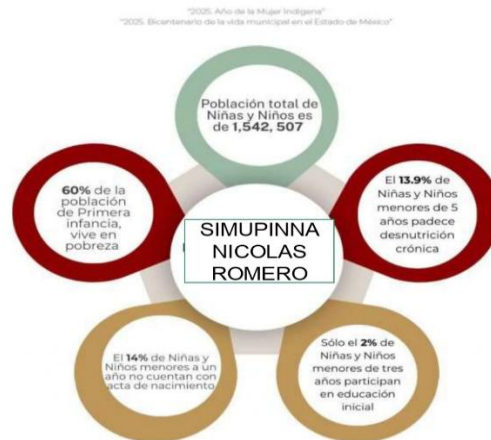 "2025. Año de la Mujer Indígena"
"2025. Bicentenario de la vida municipal en el Estado de México"
Población total de
Niñas y Niños es
de 1,542, 507
60% de la
población
de Primera
infancia,
vive en
pobreza
El 13.9% de
Niñas y Niños
menores de 5
años padece
desnutrición
crónica
SIMUPINNA
NICOLAS
ROMERO
El 14% de Niñas y
Niños menores a un
año no cuentan con
acta de nacimiento
Sólo el 2% de
Niñas y Niños
menores de tres
años participan
en educación
inicial